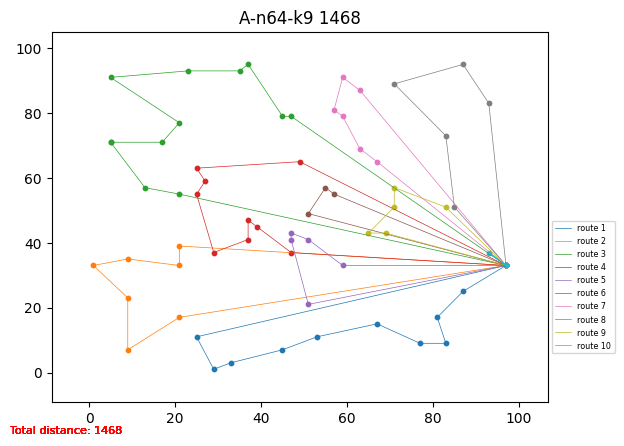 A-n64-k9 1468
100
80
60
40
20
0
0 20 40 60 80 100
route 1
route 2
route 3
route 4
route 5
route 6
route 7
route 8
route 9
route 10
Total distance: 1468